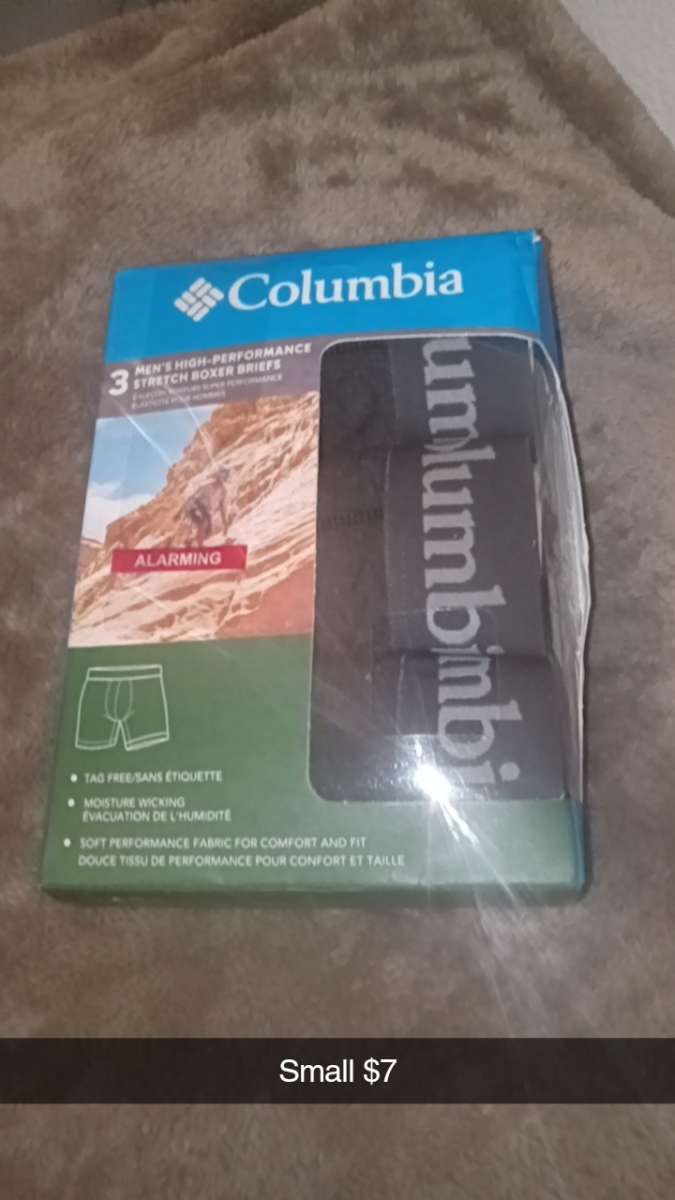 Columbia
3 MEN'S HIGH-PERFORMANCE
STRETCH BOXER BRIEFS
ALARMING
umlumbmbi
• TAG FREE/SANS ÉTIQUETTE
• MOISTURE WICKING
ÉVACUATION DE L'HUMIDITÉ
• SOFT PERFORMANCE FABRIC FOR COMFORT AND FIT
DOUCE TISSU DE PERFORMANCE POUR CONFORT ET TAILLE
Small $7